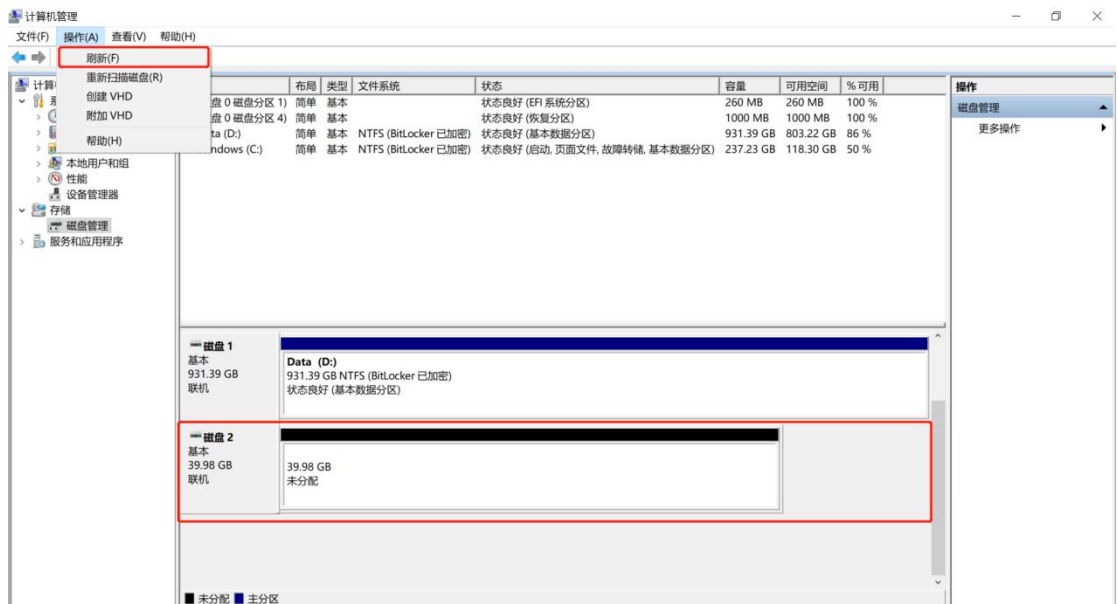 计算机管理
文件(F) 操作(A) 查看(V) 帮助(H)
刷新(F)
重新扫描磁盘(R)
创建 VHD
附加 VHD
帮助(H)
计算
本地用户和组
性能
设备管理器
存储
磁盘管理
服务和应用程序
布局 类型 文件系统 状态 容量 可用空间 % 可用
盘 0 磁盘分区 1) 简单 基本 状态良好 (EFI 系统分区) 260 MB 260 MB 100 %
盘 0 磁盘分区 4) 简单 基本 状态良好 (恢复分区) 1000 MB 1000 MB 100 %
ta (D:) 简单 基本 NTFS (BitLocker 已加密) 状态良好 (基本数据分区) 931.39 GB 803.22 GB 86 %
ndows (C:) 简单 基本 NTFS (BitLocker 已加密) 状态良好 (启动, 页面文件, 故障转储, 基本数据分区) 237.23 GB 118.30 GB 50 %
磁盘 1
基本
931.39 GB
联机
Data (D:)
931.39 GB NTFS (BitLocker 已加密)
状态良好 (基本数据分区)
磁盘 2
基本
39.98 GB
联机
39.98 GB
未分配
未分配 主分区
操作
磁盘管理
更多操作